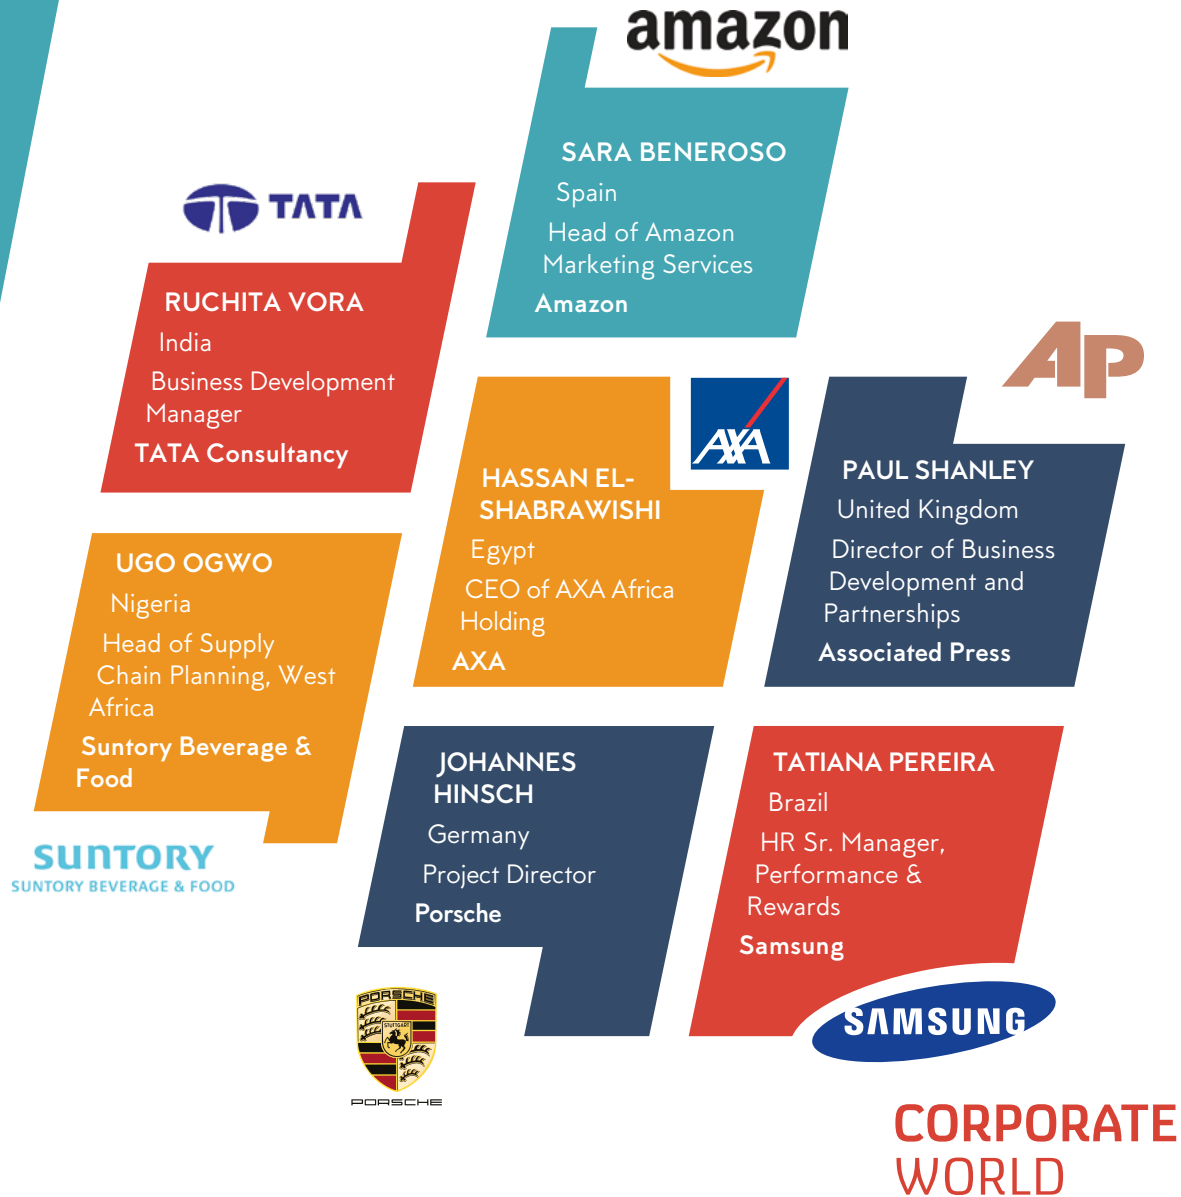 amazon
SARA BENEROSO
Spain
Head of Amazon
Marketing Services
Amazon
TATA
RUCHITA VORA
India
Business Development
Manager
TATA Consultancy
AXA
HASSAN EL-
SHABRAWISHI
Egypt
CEO of AXA Africa
Holding
AXA
AP
PAUL SHANLEY
United Kingdom
Director of Business
Development and
Partnerships
Associated Press
UGO OGWO
Nigeria
Head of Supply
Chain Planning, West
Africa
Suntory Beverage &
Food
SUNTORY
SUNTORY BEVERAGE & FOOD
JOHANNES
HINSCH
Germany
Project Director
Porsche
PORSCHE
STUTTGART
PORSCHE
TATIANA PEREIRA
Brazil
HR Sr. Manager,
Performance &
Rewards
Samsung
SAMSUNG
CORPORATE
WORLD